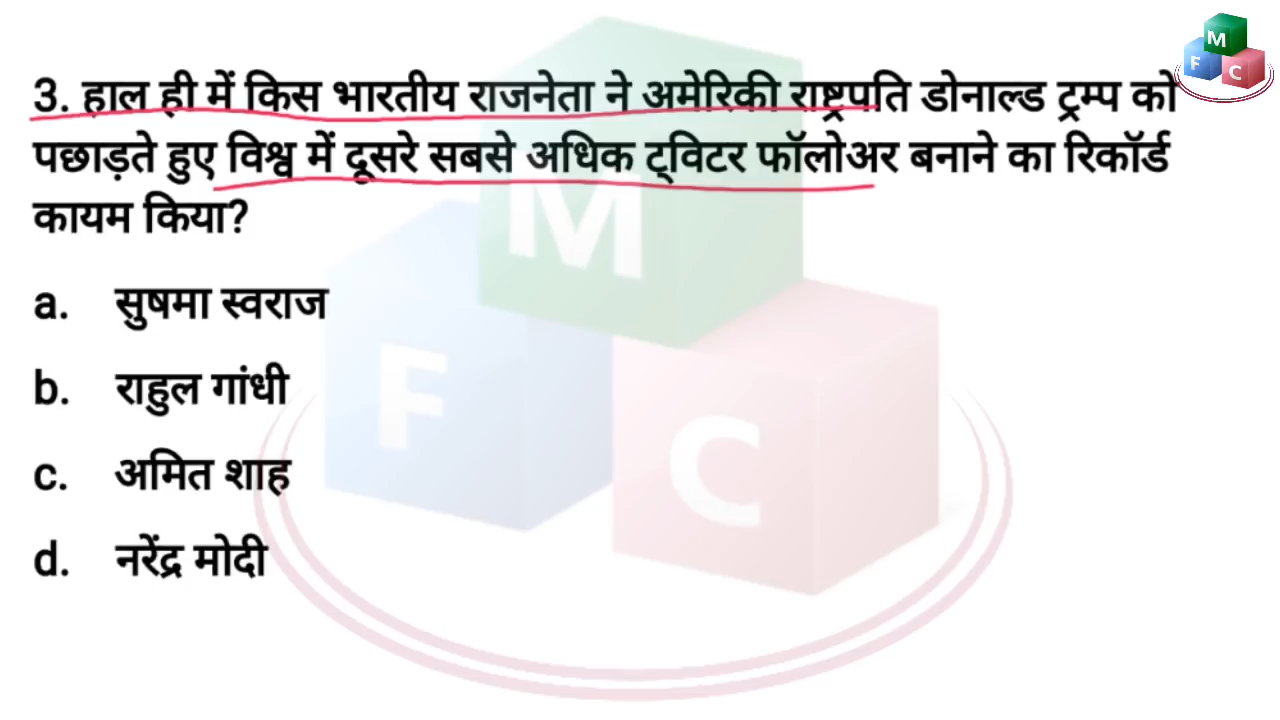 M
F C
3. हाल ही में किस भारतीय राजनेता ने अमेरिकी राष्ट्रपति डोनाल्ड ट्रम्प को
पछाड़ते हुए विश्व में दूसरे सबसे अधिक ट्विटर फॉलोअर बनाने का रिकॉर्ड
कायम किया?
a. सुषमा स्वराज
b. राहुल गांधी
c. अमित शाह
d. नरेंद्र मोदी
M
F
C